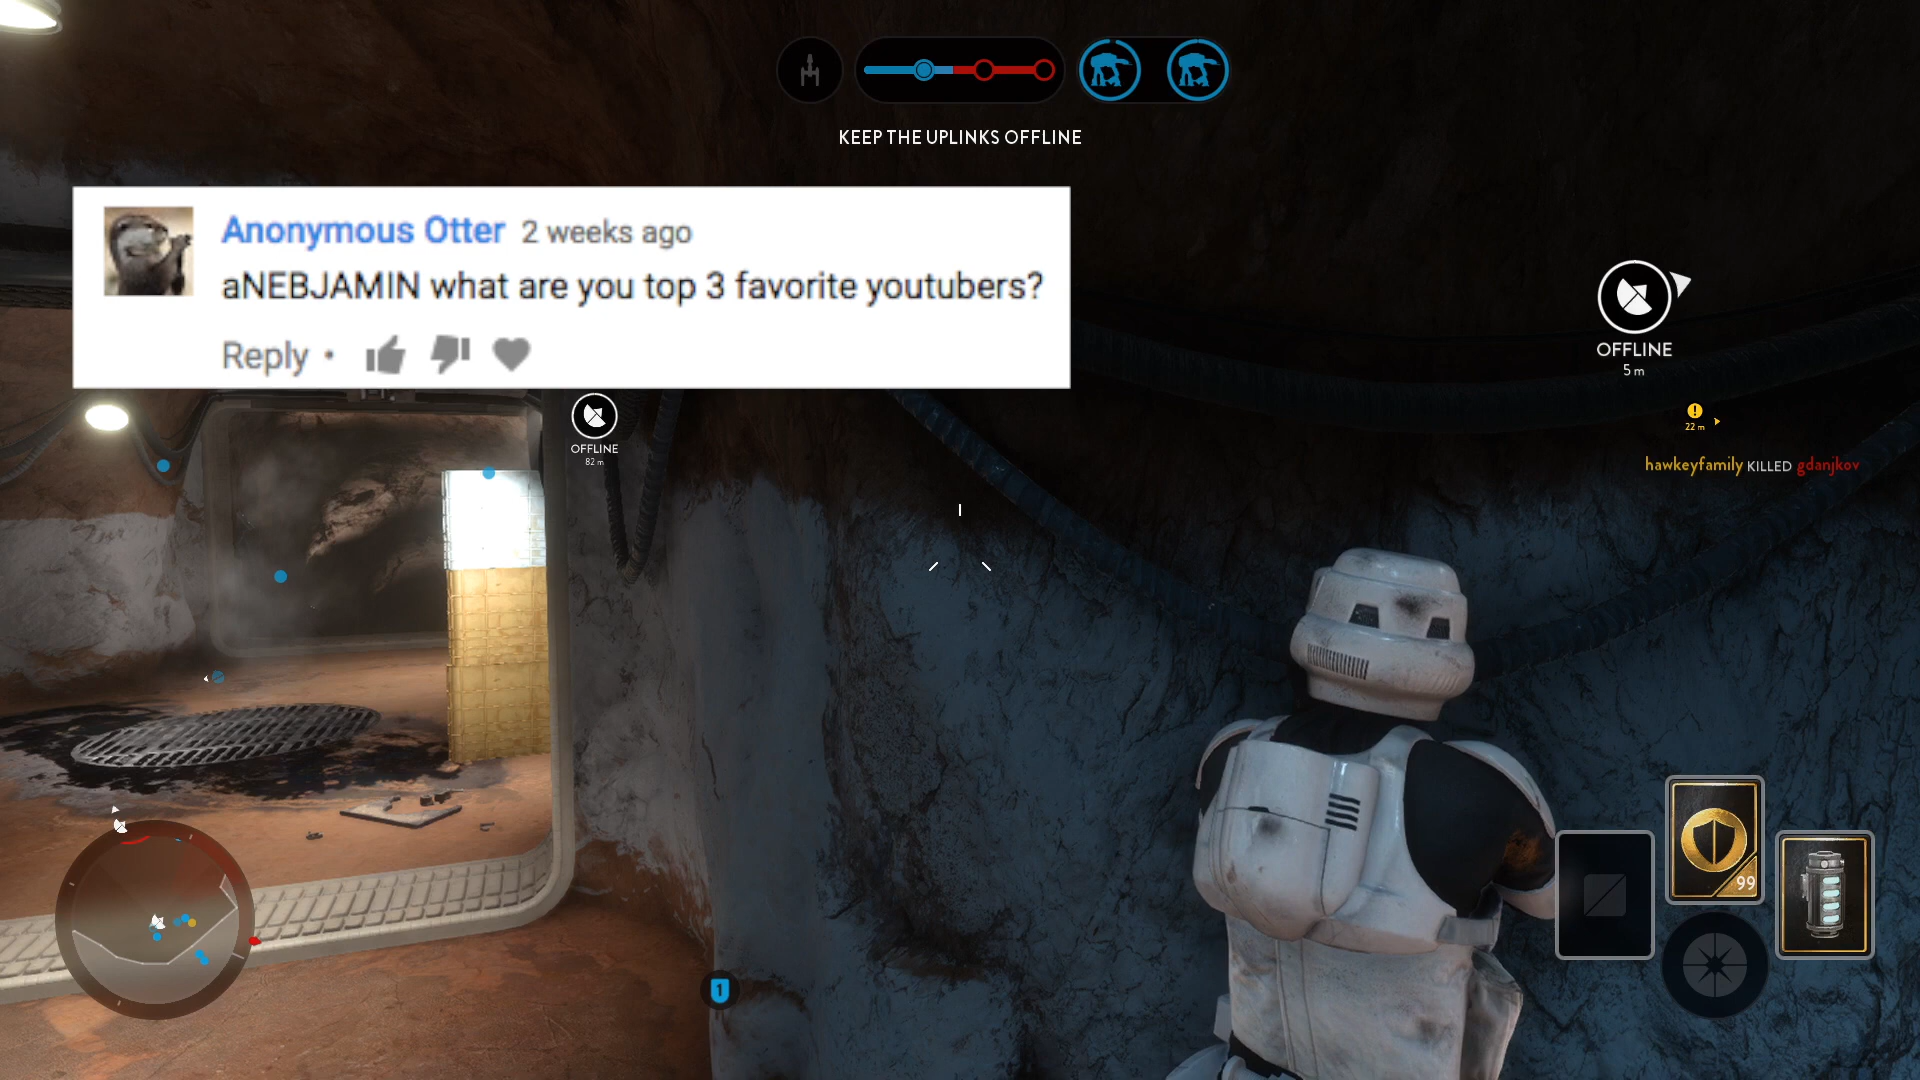 KEEP THE UPLINKS OFFLINE
Anonymous Otter 2 weeks ago
aNEBJAMIN what are you top 3 favorite youtubers?
Reply •
OFFLINE
5 m
OFFLINE
82 m
22 m
hawkeyfamily KILLED gdanjkov
99
1